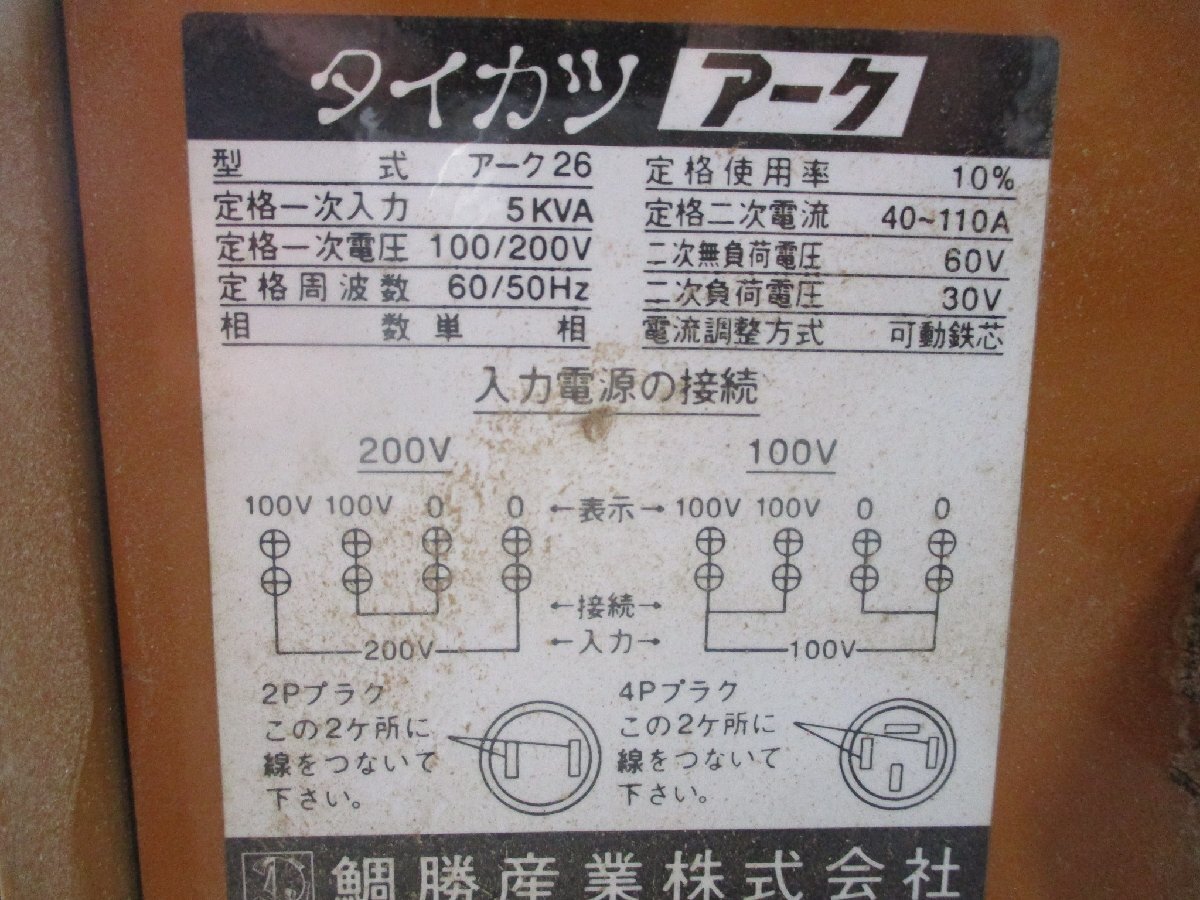 タイカツ アーク
型式 アーク26
定格一次入力 5KVA
定格一次電圧 100/200V
定格周波数 60/50Hz
相数 単相
定格使用率 10%
定格二次電流 40~110A
二次無負荷電圧 60V
二次負荷電圧 30V
電流調整方式 可動鉄芯
入力電源の接続
200V 100V
100V 100V 0 0 ←表示→ 100V 100V 0 0
←接続→
200V ←入力→ 100V
2Pプラク
この2ケ所に
線をつないて
下さい。
4Pプラク
この2ケ所に
線をつないて
下さい。
鯛勝産業株式会社